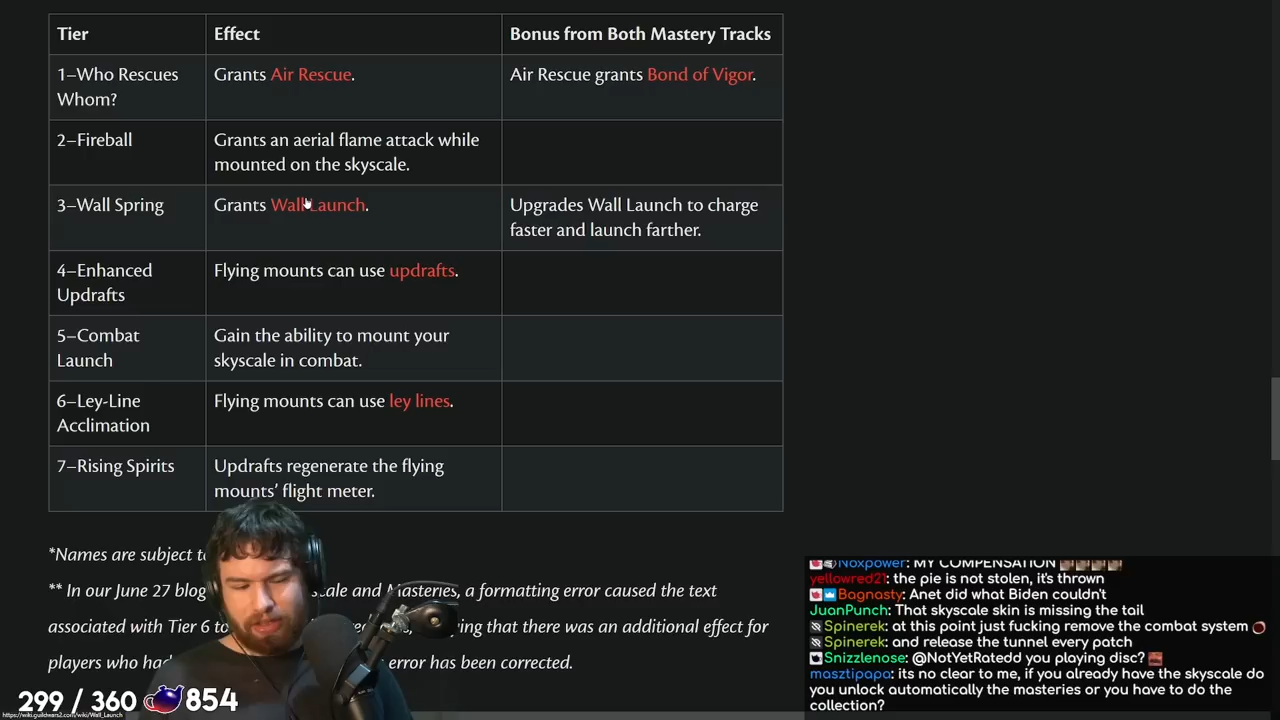 Tier Effect Bonus from Both Mastery Tracks
1–Who Rescues Whom? Grants Air Rescue. Air Rescue grants Bond of Vigor.
2–Fireball Grants an aerial flame attack while mounted on the skyscale.
3–Wall Spring Grants Wall Launch. Upgrades Wall Launch to charge faster and launch farther.
4–Enhanced Updrafts Flying mounts can use updrafts.
5–Combat Launch Gain the ability to mount your skyscale in combat.
6–Ley-Line Acclimation Flying mounts can use ley lines.
7–Rising Spirits Updrafts regenerate the flying mounts’ flight meter.
*Names are subject
** In our June 27 blog and Masteries, a formatting error caused the text
associated with Tier 6 that there was an additional effect for
players who had error has been corrected.
Noxpower: MY COMPENSATION
yellowred21: the pie is not stolen, it's thrown
Bagnasty: Anet did what Biden couldn't
JuanPunch: That skyscale skin is missing the tail
Spinerek: at this point just fucking remove the combat system
Spinerek: and release the tunnel every patch
Snizzlenose: @NotYetRatedd you playing disc?
masztipapa: its no clear to me, if you already have the skyscale do
you unlock automatically the masteries or you have to do the
collection?
299 / 360 854
https://wiki.guildwars2.com/wiki/Wall_Launch